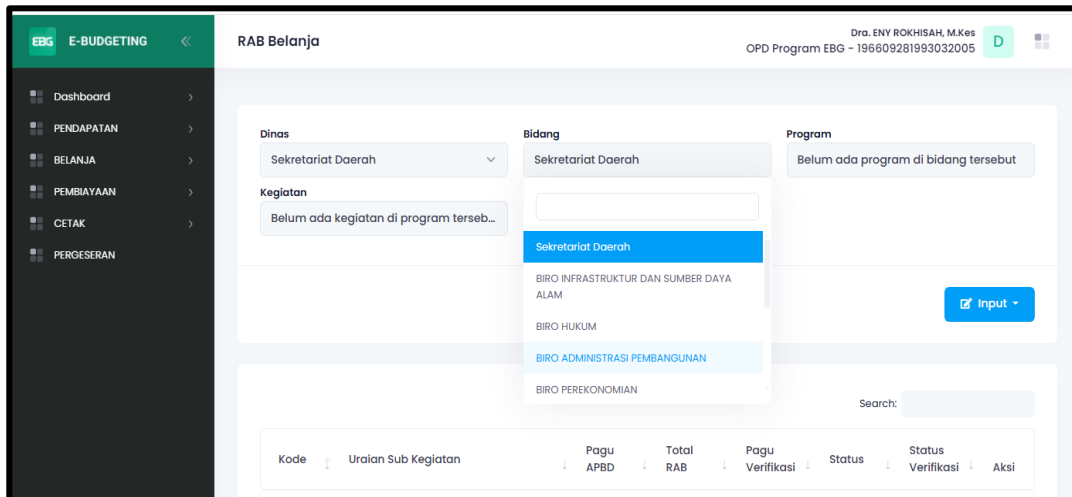 EBG E-BUDGETING
RAB Belanja
Dra. ENY ROKHISAH, M.Kes
OPD Program EBG - 196609281993032005
D
Dashboard
PENDAPATAN
BELANJA
PEMBIAYAAN
CETAK
PERGESERAN
Dinas
Sekretariat Daerah
Bidang
Sekretariat Daerah
Program
Belum ada program di bidang tersebut
Kegiatan
Belum ada kegiatan di program terseb...
Sekretariat Daerah
BIRO INFRASTRUKTUR DAN SUMBER DAYA
ALAM
BIRO HUKUM
BIRO ADMINISTRASI PEMBANGUNAN
BIRO PEREKONOMIAN
Input
Search:
Kode
Uraian Sub Kegiatan
Pagu
APBD
Total
RAB
Pagu
Verifikasi
Status
Status
Verifikasi
Aksi